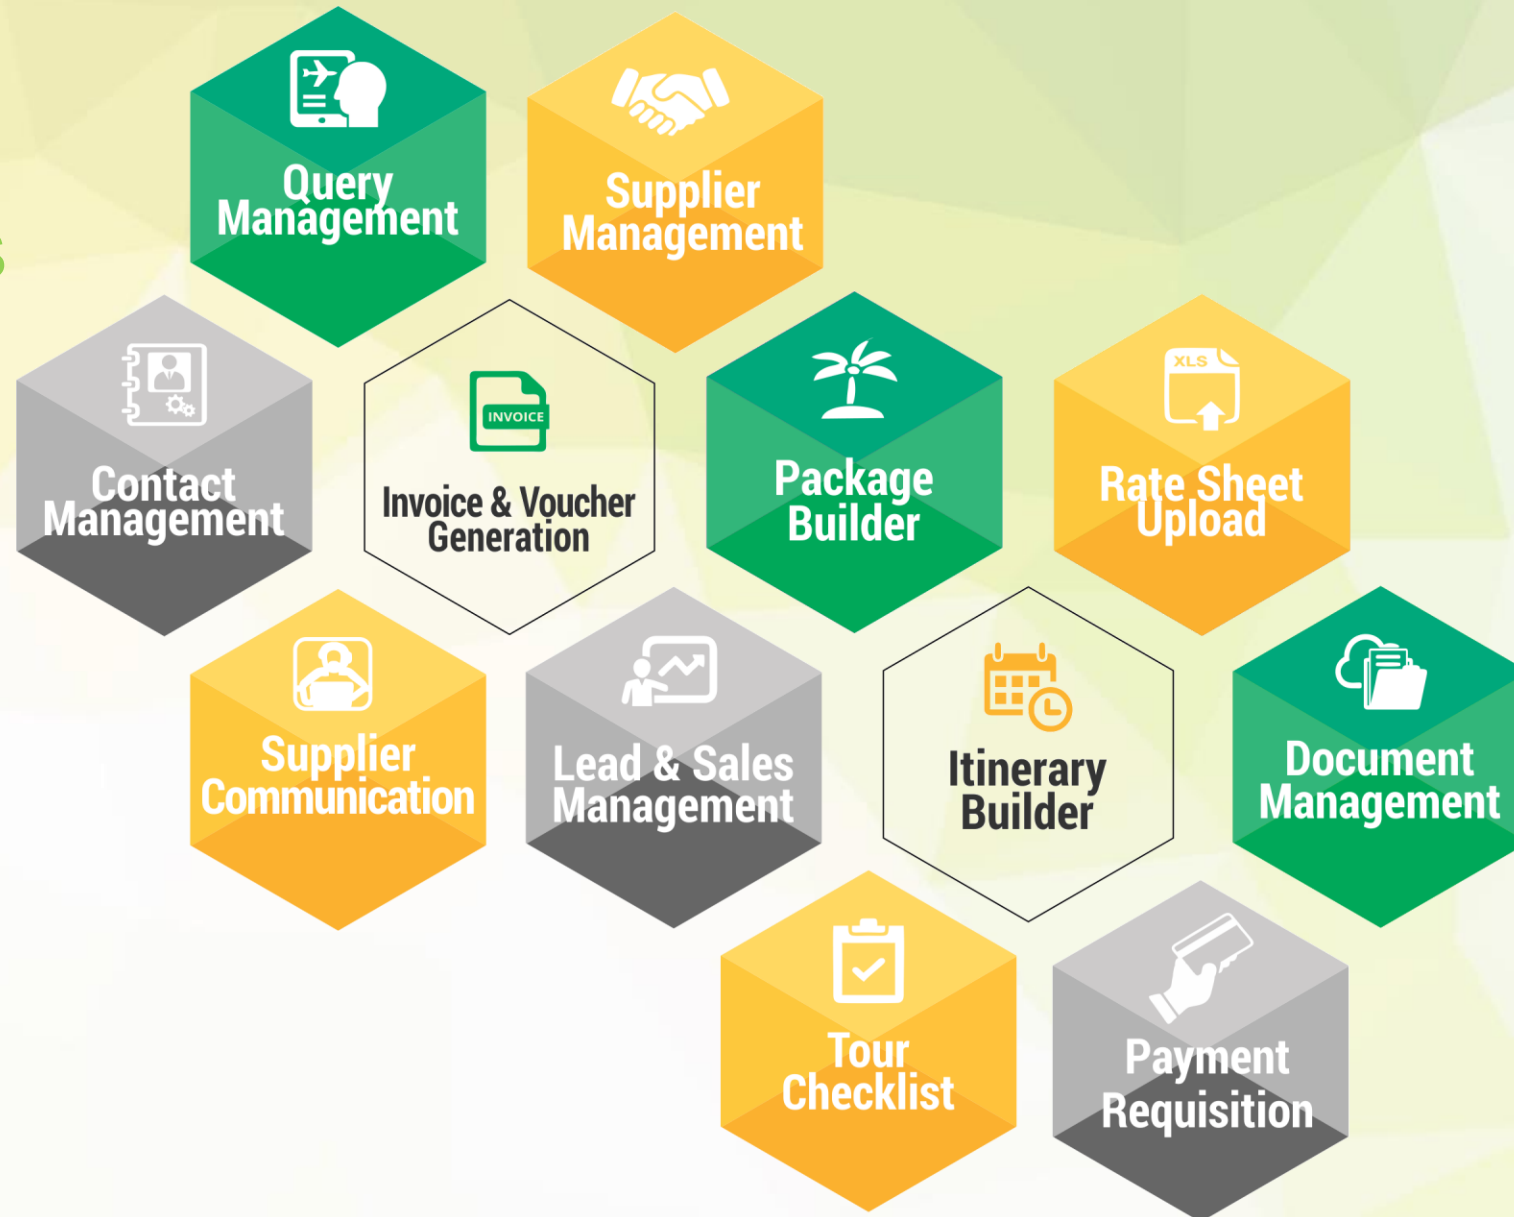 Query
Management
Supplier
Management
s
Contact
Management
INVOICE
Invoice & Voucher
Generation
Package
Builder
XLS
Rate Sheet
Upload
Supplier
Communication
Lead & Sales
Management
Itinerary
Builder
Document
Management
Tour
Checklist
Payment
Requisition